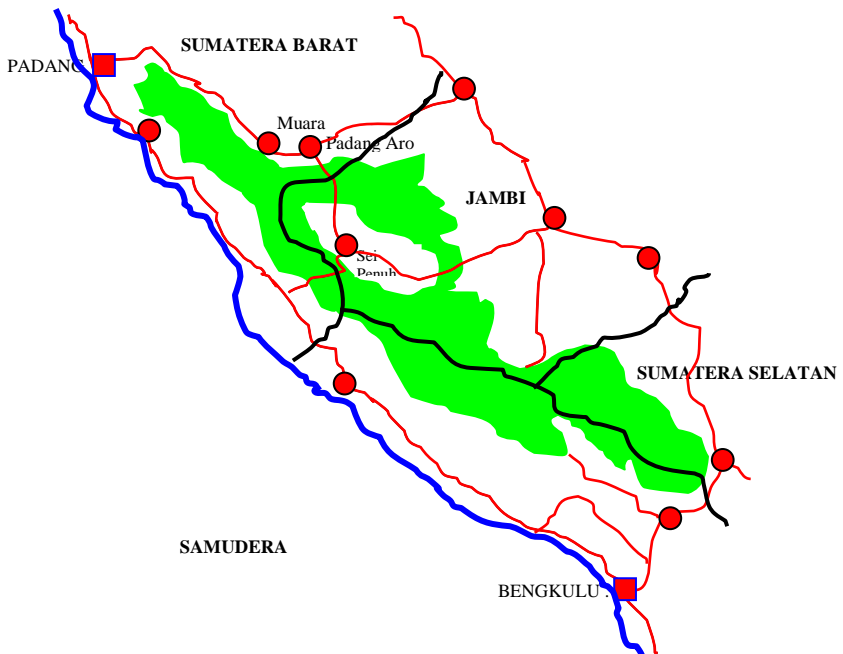 SUMATERA BARAT
PADANG
Muara
Padang Aro
JAMBI
Sei
Penuh
SUMATERA SELATAN
SAMUDERA
BENGKULU .